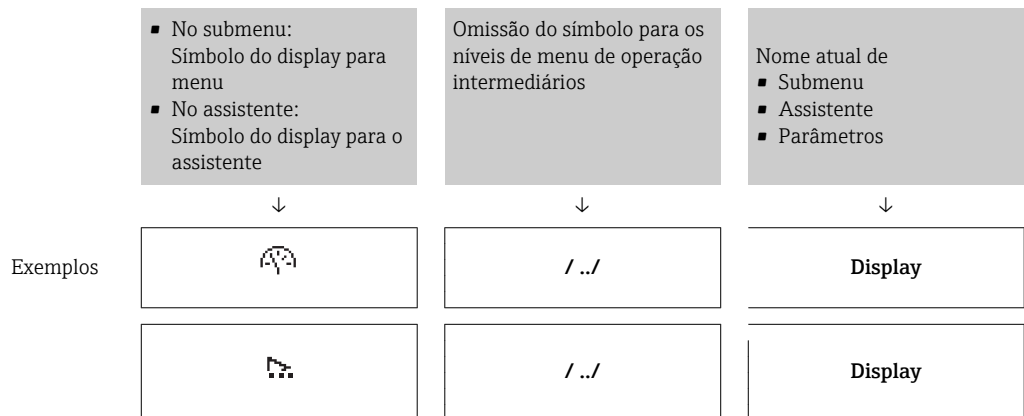 ▪ No submenu:
Símbolo do display para
menu
▪ No assistente:
Símbolo do display para o
assistente
Omissão do símbolo para os
níveis de menu de operação
intermediários
Nome atual de
▪ Submenu
▪ Assistente
▪ Parâmetros
↓ ↓ ↓
Exemplos
/ ../
Display
/ ../
Display